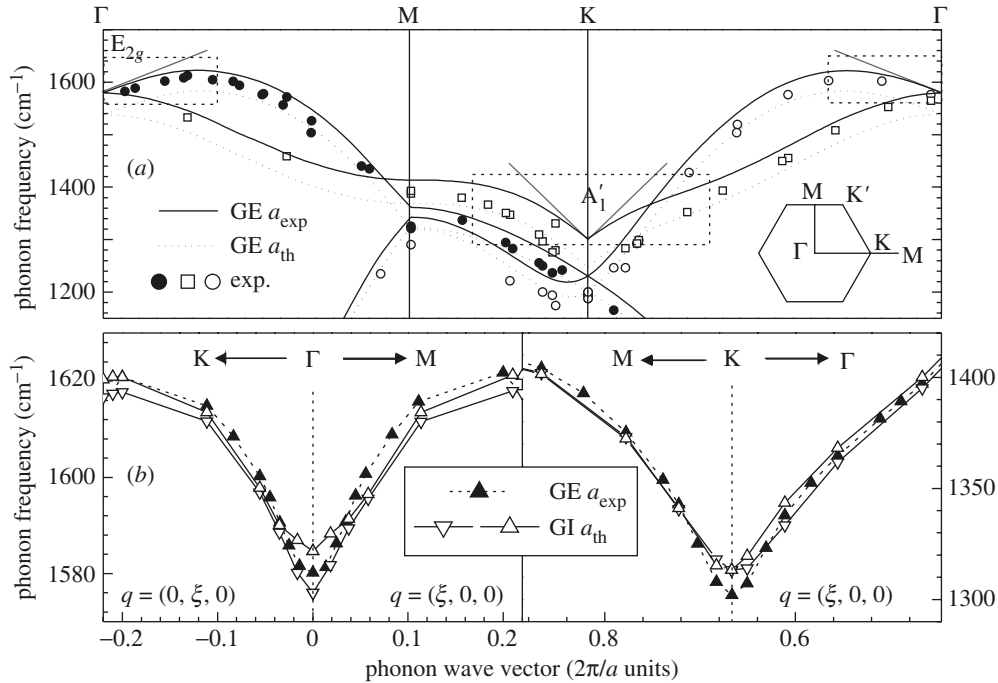 Γ M K Γ
E2g
1600
1400
1200
phonon frequency (cm−1)
(a)
A′1
GE aexp
GE ath
exp.
M K′
Γ K M
K Γ M M K Γ
1620
1600
1580
phonon frequency (cm−1)
(b)
1400
1350
1300
GE aexp
GI ath
q = (0, ξ, 0) q = (ξ, 0, 0) q = (ξ, 0, 0)
−0.2 −0.1 0 0.1 0.2 0.8 0.6
phonon wave vector (2π/a units)